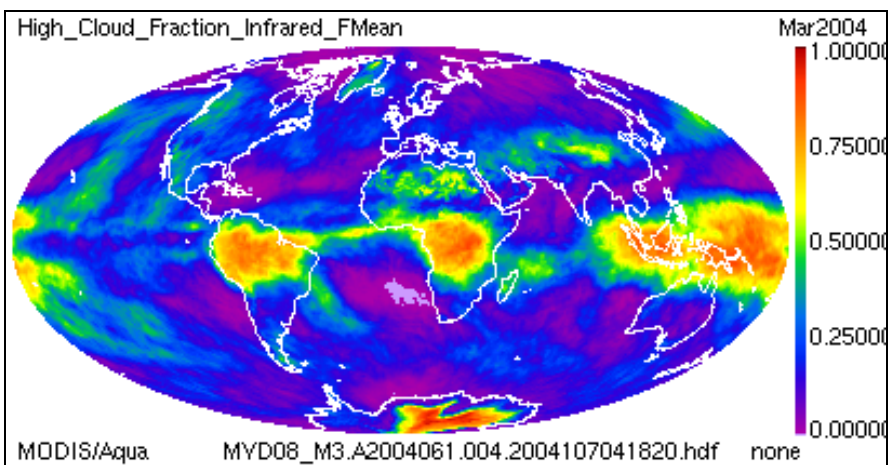 High_Cloud_Fraction_Infrared_FMean
Mar2004
1.00000
0.75000
0.50000
0.25000
0.00000
MODIS/Aqua
MYD08_M3.A2004061.004.2004107041820.hdf
none